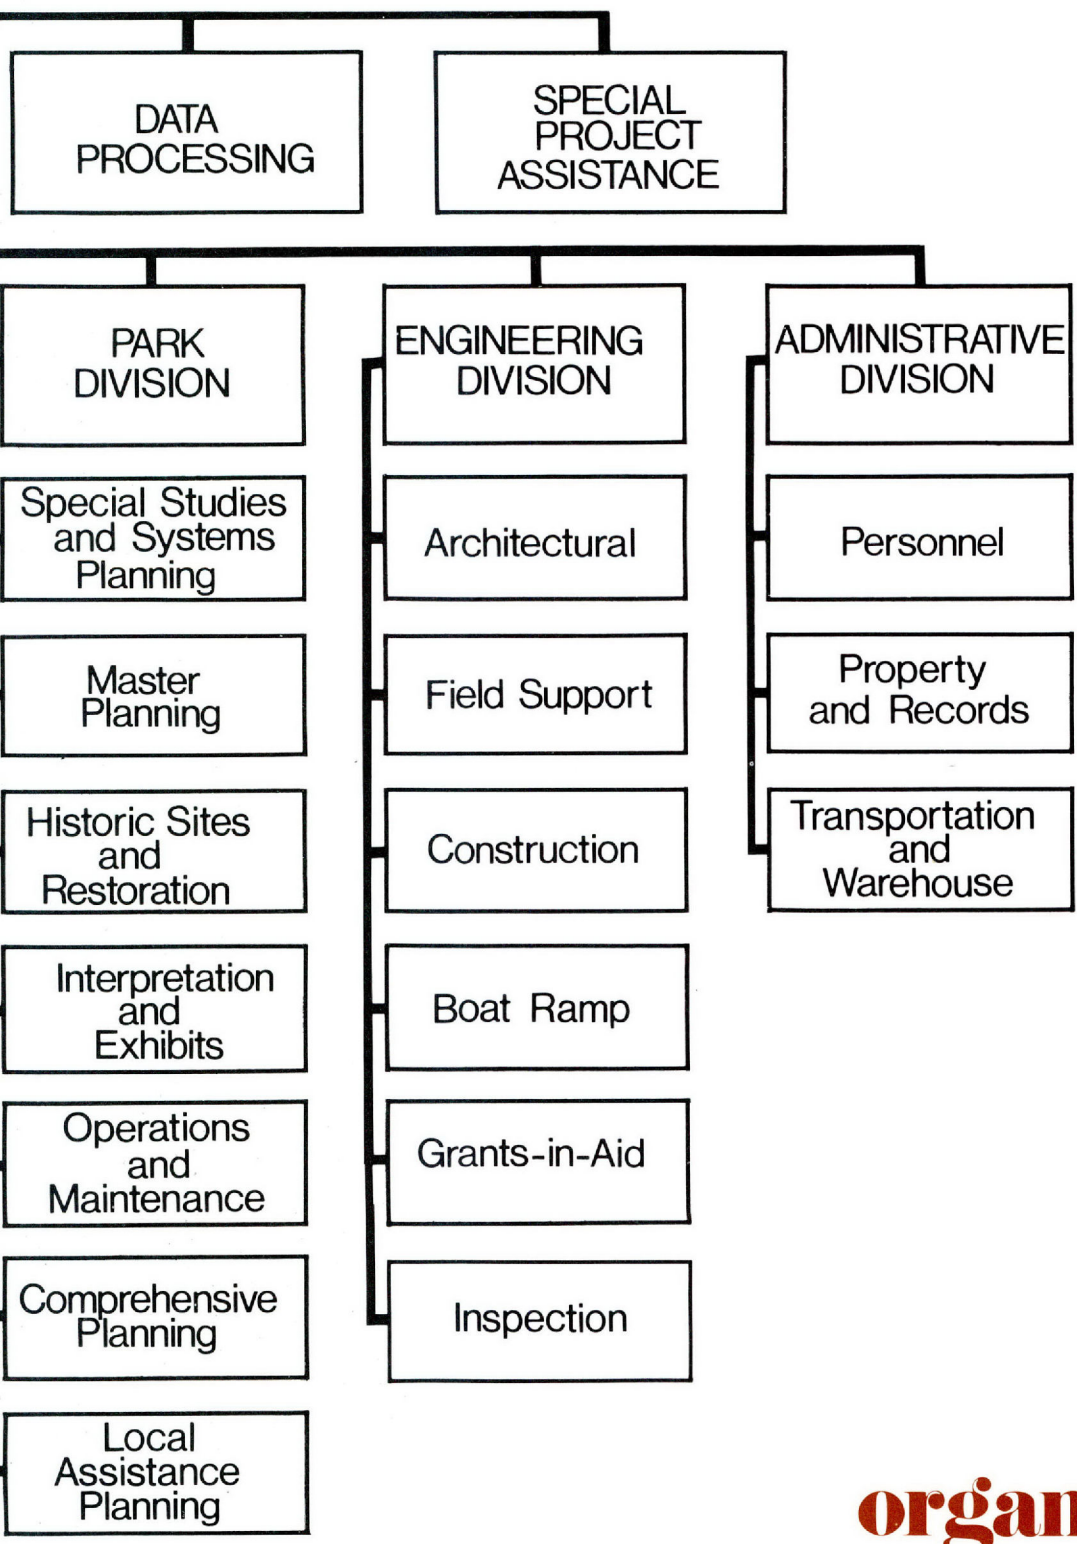 DATA
PROCESSING
SPECIAL
PROJECT
ASSISTANCE
PARK
DIVISION
Special Studies
and Systems
Planning
Master
Planning
Historic Sites
and
Restoration
Interpretation
and
Exhibits
Operations
and
Maintenance
Comprehensive
Planning
Local
Assistance
Planning
ENGINEERING
DIVISION
Architectural
Field Support
Construction
Boat Ramp
Grants-in-Aid
Inspection
ADMINISTRATIVE
DIVISION
Personnel
Property
and Records
Transportation
and
Warehouse
organ